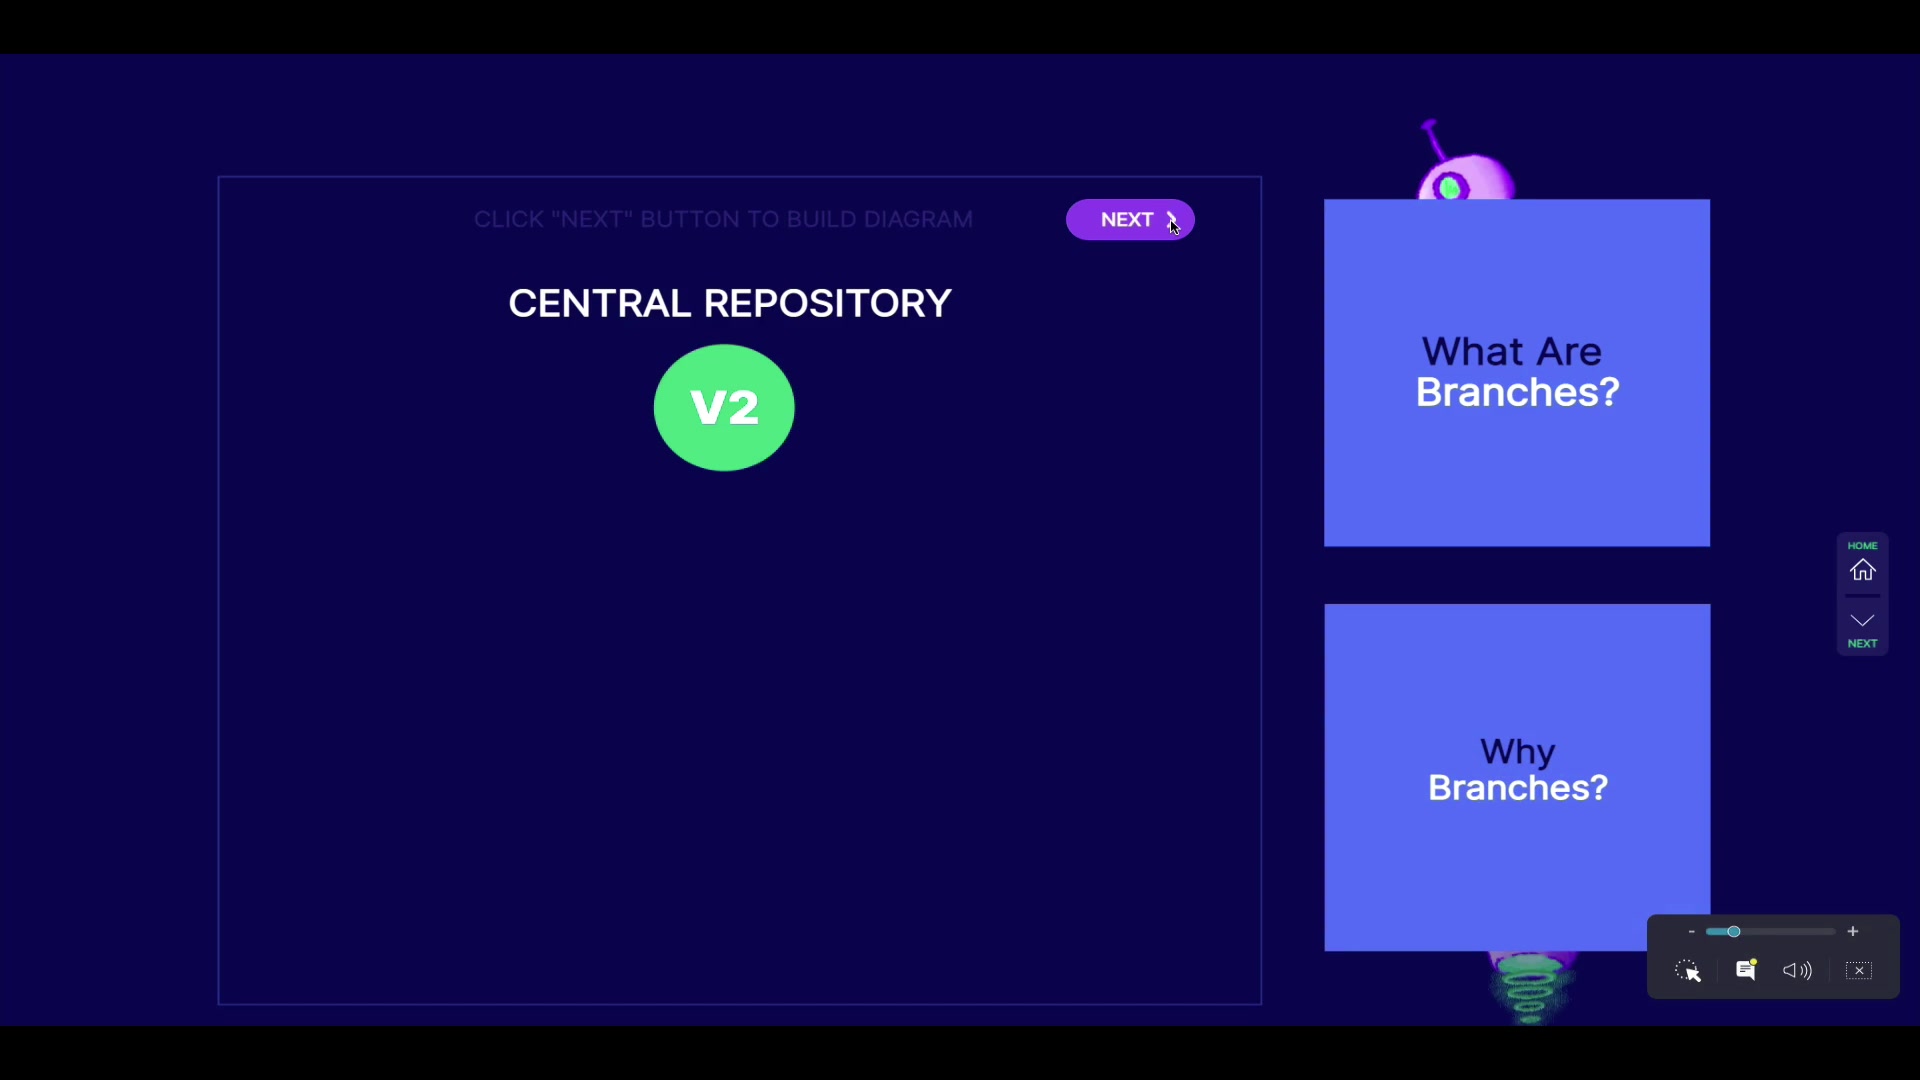 CLICK "NEXT" BUTTON TO BUILD DIAGRAM
NEXT
CENTRAL REPOSITORY
V2
What Are
Branches?
Why
Branches?
HOME
NEXT